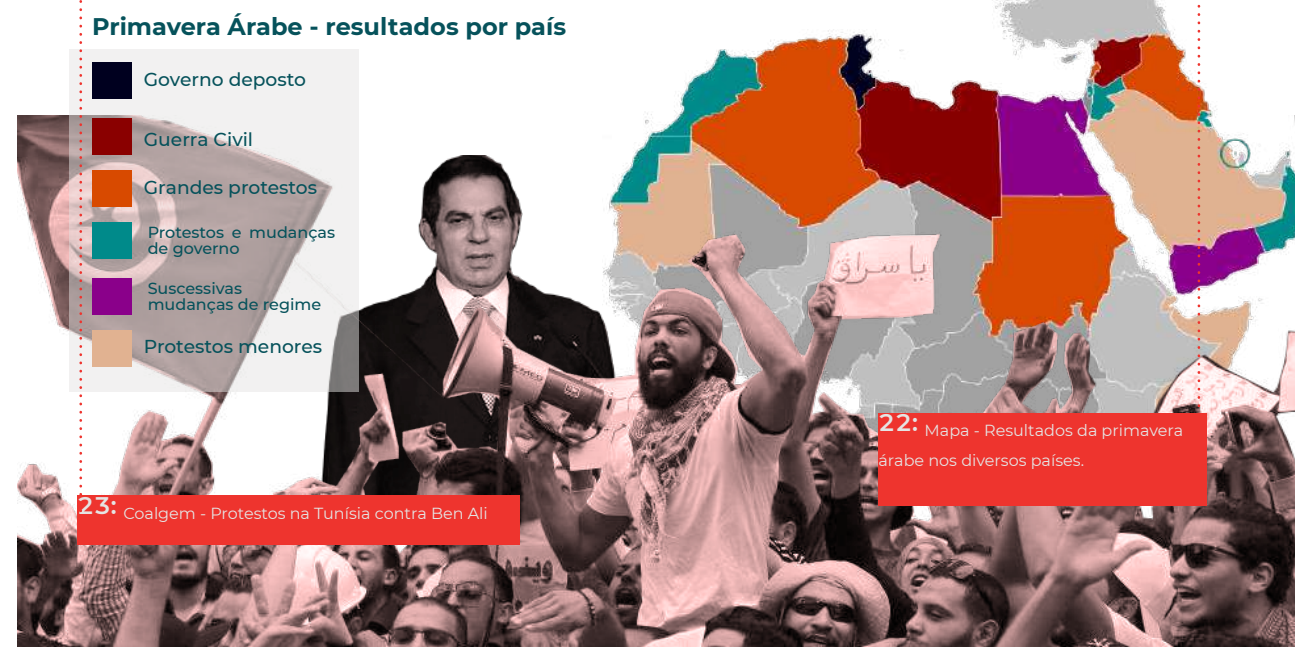 Primavera Árabe - resultados por país
Governo deposto
Guerra Civil
Grandes protestos
Protestos e mudanças
de governo
Suscessivas
mudanças de regime
Protestos menores
يا سراق
22: Mapa - Resultados da primavera
árabe nos diversos países.
23: Coalgem - Protestos na Tunísia contra Ben Ali